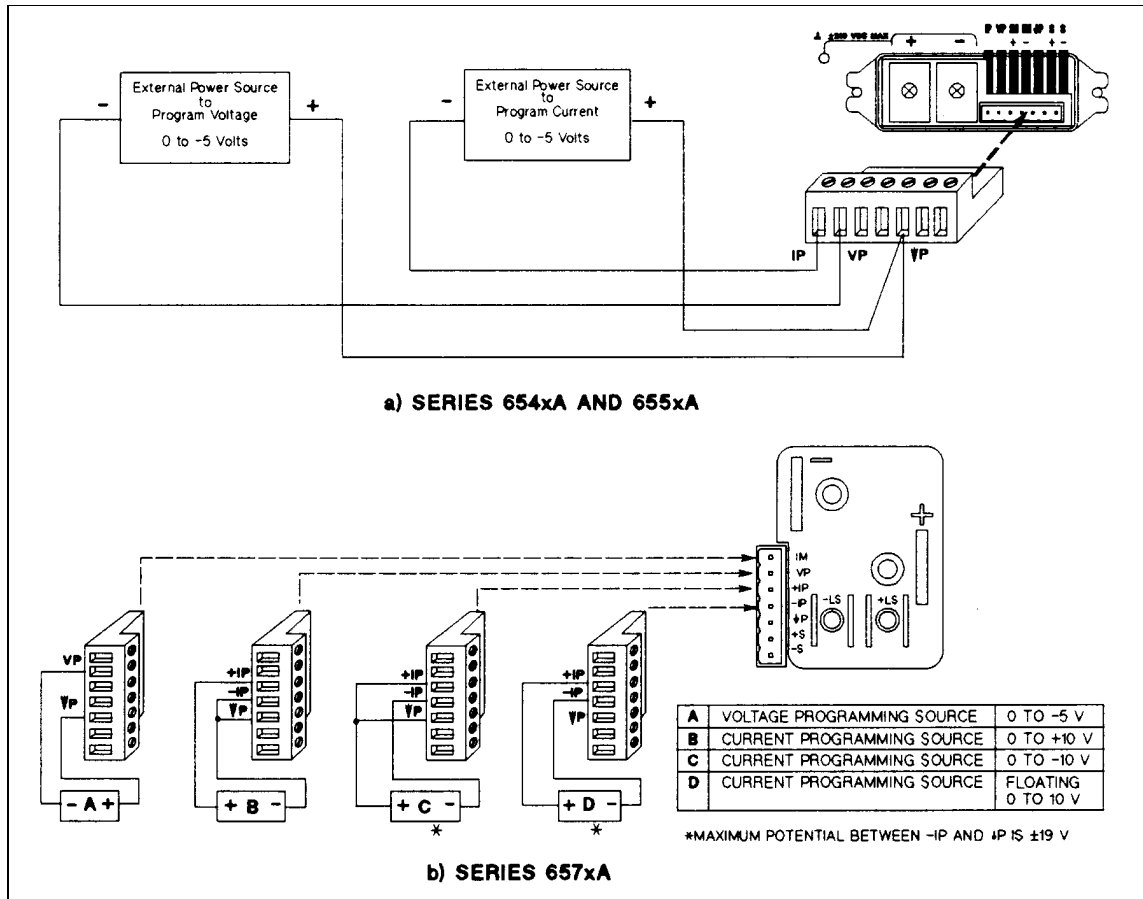 External Power Source
to
Program Voltage
0 to -5 Volts
- +
External Power Source
to
Program Current
0 to -5 Volts
- +
±240 VDC MAX
+ -
+ - + -
IP VP P
a) SERIES 654xA AND 655xA
-
+
IM
VP
+IP
-IP
P
+S
-S
-LS
+LS
VP
P
- A +
+IP
-IP
P
+ B -
+IP
-IP
P
+ C -
*
+IP
-IP
P
+ D -
*
A VOLTAGE PROGRAMMING SOURCE 0 TO -5 V
B CURRENT PROGRAMMING SOURCE 0 TO +10 V
C CURRENT PROGRAMMING SOURCE 0 TO -10 V
D CURRENT PROGRAMMING SOURCE FLOATING
0 TO 10 V
*MAXIMUM POTENTIAL BETWEEN -IP AND P IS ±19 V
b) SERIES 657xA